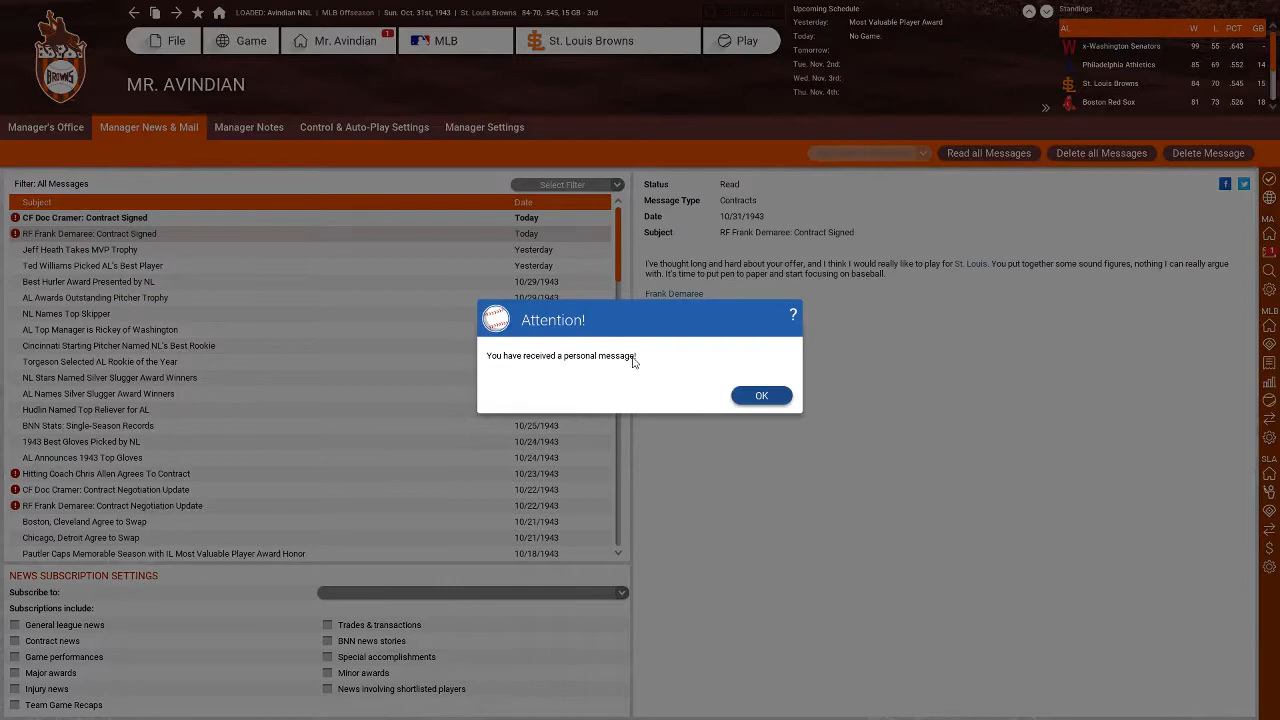 LOADED: Avindian NNL | MLB Offseason | Sun. Oct. 31st, 1943 | St. Louis Browns 84-70, .545, 15 GB - 3rd
File
Game
Mr. Avindian
1
MLB
St. Louis Browns
Play
BROWNS
MR. AVINDIAN
Upcoming Schedule
Yesterday: Most Valuable Player Award
Today: No Game:
Tomorrow:
Tue. Nov. 2nd:
Wed. Nov. 3rd:
Thu. Nov. 4th:
Standings
AL W L PCT GB
x-Washington Senators 99 55 .643 -
Philadelphia Athletics 85 69 .552 14
St. Louis Browns 84 70 .545 15
Boston Red Sox 81 73 .526 18
Manager's Office
Manager News & Mail
Manager Notes
Control & Auto-Play Settings
Manager Settings
Read all Messages
Delete all Messages
Delete Message
Filter: All Messages
Select Filter
Subject Date
CF Doc Cramer: Contract Signed Today
RF Frank Demaree: Contract Signed Today
Jeff Heath Takes MVP Trophy Yesterday
Ted Williams Picked AL's Best Player Yesterday
Best Hurler Award Presented by NL 10/29/1943
AL Awards Outstanding Pitcher Trophy 10/29/1943
NL Names Top Skipper
AL Top Manager is Rickey of Washington
Cincinnati Starting Pitcher Named NL's Best Rookie
Torgeson Selected AL Rookie of the Year
NL Stars Named Silver Slugger Award Winners
AL Names Silver Slugger Award Winners
Hudlin Named Top Reliever for AL
BNN Stats: Single-Season Records 10/25/1943
1943 Best Gloves Picked by NL 10/24/1943
AL Announces 1943 Top Gloves 10/24/1943
Hitting Coach Chris Allen Agrees To Contract 10/23/1943
CF Doc Cramer: Contract Negotiation Update 10/22/1943
RF Frank Demaree: Contract Negotiation Update 10/22/1943
Boston, Cleveland Agree to Swap 10/21/1943
Chicago, Detroit Agree to Swap 10/21/1943
Pautler Caps Memorable Season with IL Most Valuable Player Award Honor 10/18/1943
Status Read
Message Type Contracts
Date 10/31/1943
Subject RF Frank Demaree: Contract Signed
I've thought long and hard about your offer, and I think I would really like to play for St. Louis. You put together some sound figures, nothing I can really argue
with. It's time to put pen to paper and start focusing on baseball.
Frank Demaree
Attention!
?
You have received a personal message!
OK
NEWS SUBSCRIPTION SETTINGS
Subscribe to:
Subscriptions include:
General league news
Trades & transactions
Contract news
BNN news stories
Game performances
Special accomplishments
Major awards
Minor awards
Injury news
News involving shortlisted players
Team Game Recaps
MA
1
MLB
SLA